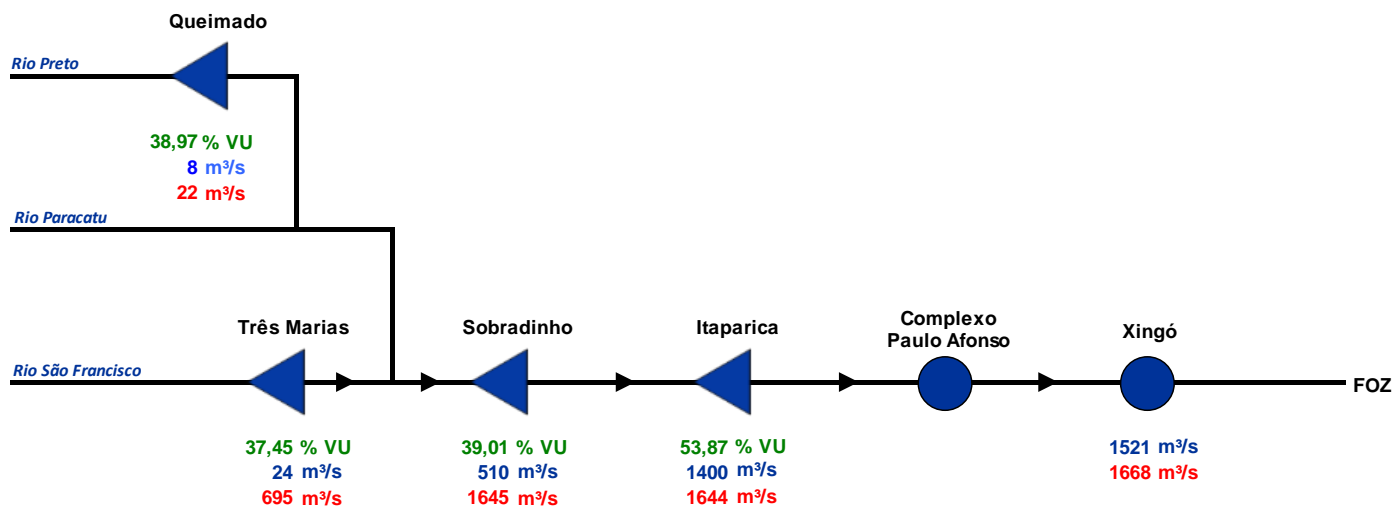 Queimado
Rio Preto
38,97 % VU
8 m³/s
22 m³/s
Rio Paracatu
Três Marias
Sobradinho
Itaparica
Complexo
Paulo Afonso
Xingó
Rio São Francisco
FOZ
37,45 % VU
24 m³/s
695 m³/s
39,01 % VU
510 m³/s
1645 m³/s
53,87 % VU
1400 m³/s
1644 m³/s
1521 m³/s
1668 m³/s